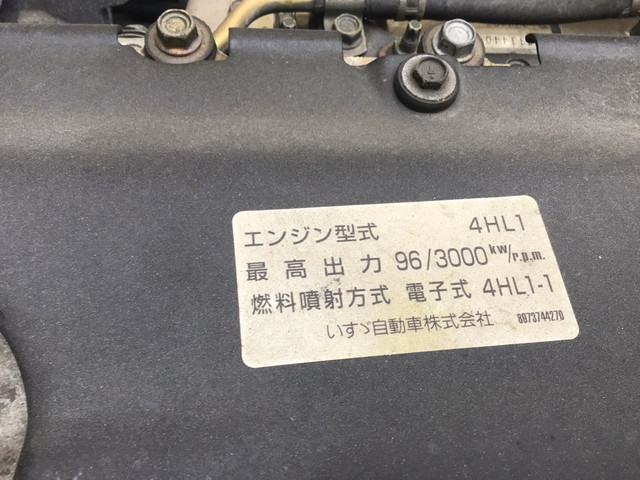 エンジン型式 4HL1
最高出力 96/3000 kW/r.p.m.
燃料噴射方式 電子式 4HL1-1
いすゞ自動車株式会社 8973744270